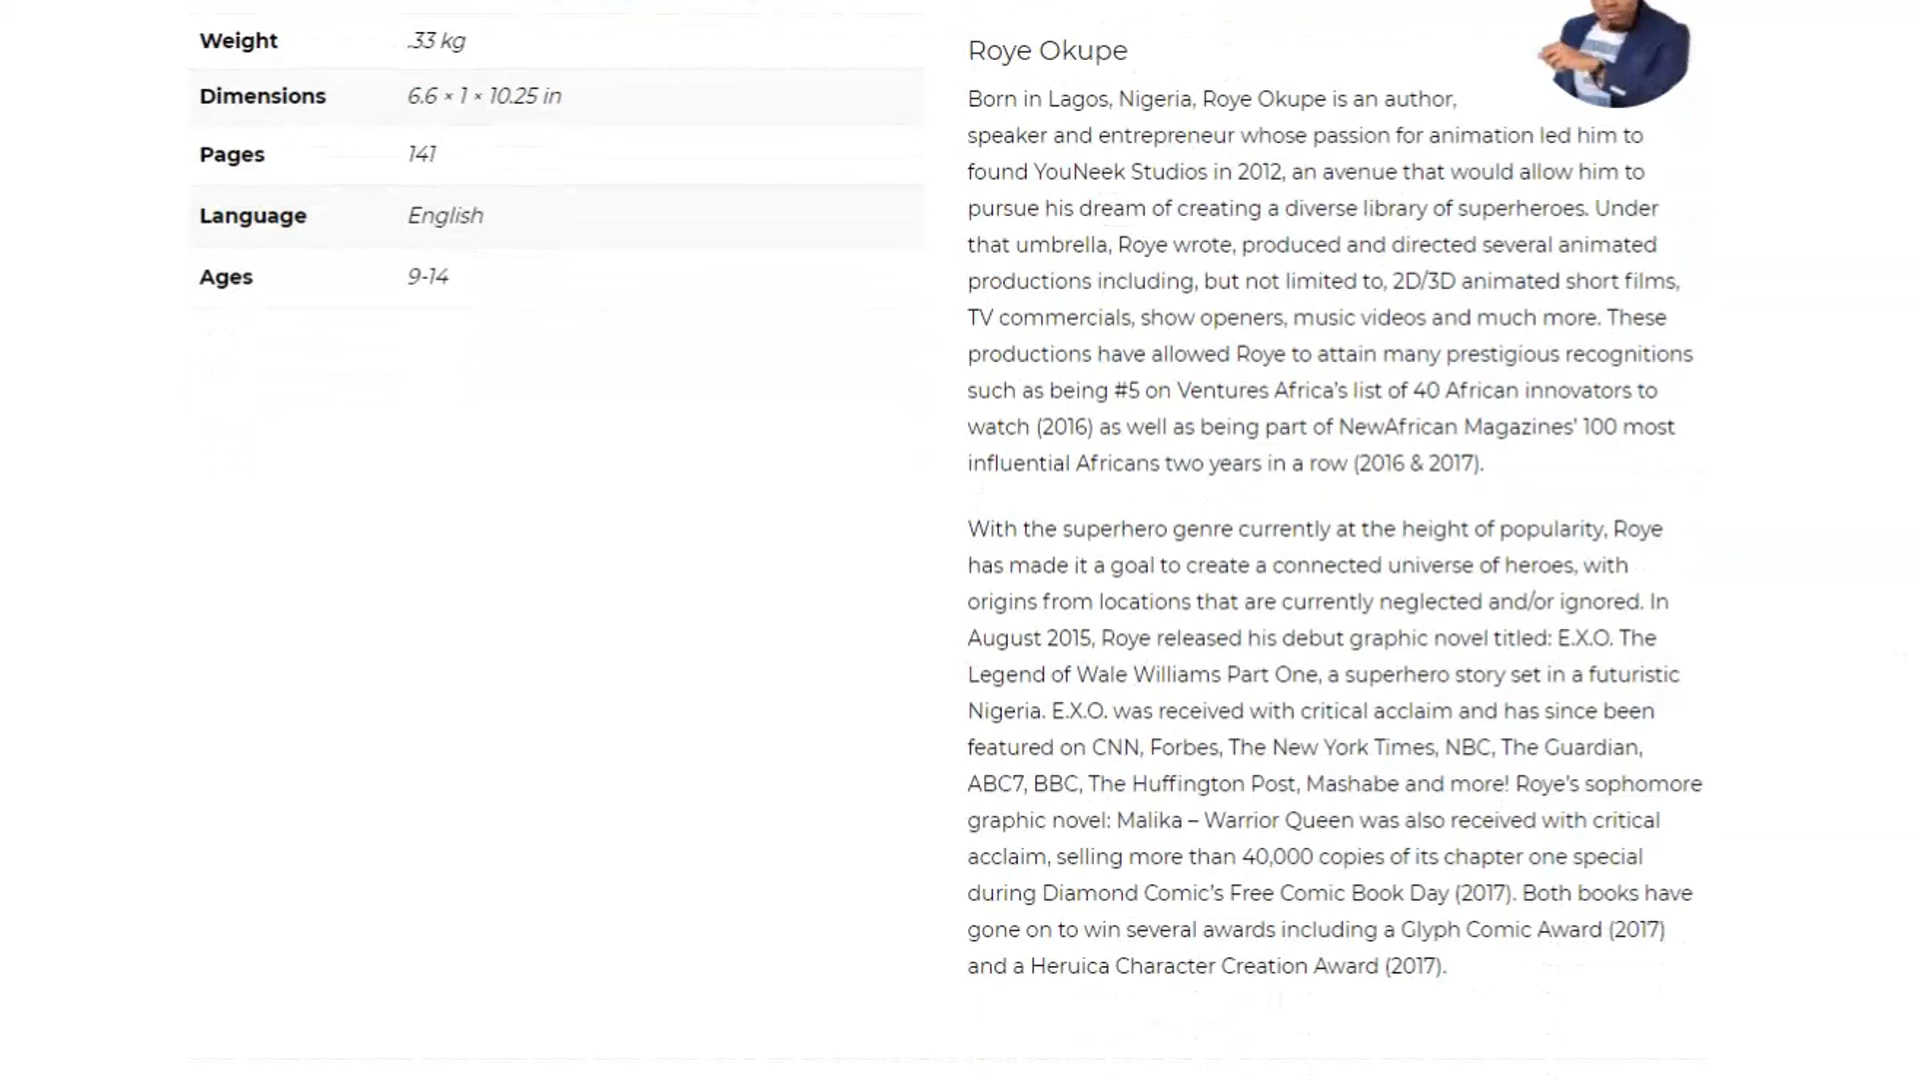 Weight .33 kg
Dimensions 6.6 × 1 × 10.25 in
Pages 141
Language English
Ages 9-14
Roye Okupe
Born in Lagos, Nigeria, Roye Okupe is an author,
speaker and entrepreneur whose passion for animation led him to
found YouNeek Studios in 2012, an avenue that would allow him to
pursue his dream of creating a diverse library of superheroes. Under
that umbrella, Roye wrote, produced and directed several animated
productions including, but not limited to, 2D/3D animated short films,
TV commercials, show openers, music videos and much more. These
productions have allowed Roye to attain many prestigious recognitions
such as being #5 on Ventures Africa’s list of 40 African innovators to
watch (2016) as well as being part of NewAfrican Magazines’ 100 most
influential Africans two years in a row (2016 & 2017).
With the superhero genre currently at the height of popularity, Roye
has made it a goal to create a connected universe of heroes, with
origins from locations that are currently neglected and/or ignored. In
August 2015, Roye released his debut graphic novel titled: E.X.O. The
Legend of Wale Williams Part One, a superhero story set in a futuristic
Nigeria. E.X.O. was received with critical acclaim and has since been
featured on CNN, Forbes, The New York Times, NBC, The Guardian,
ABC7, BBC, The Huffington Post, Mashabe and more! Roye’s sophomore
graphic novel: Malika – Warrior Queen was also received with critical
acclaim, selling more than 40,000 copies of its chapter one special
during Diamond Comic’s Free Comic Book Day (2017). Both books have
gone on to win several awards including a Glyph Comic Award (2017)
and a Heruica Character Creation Award (2017).